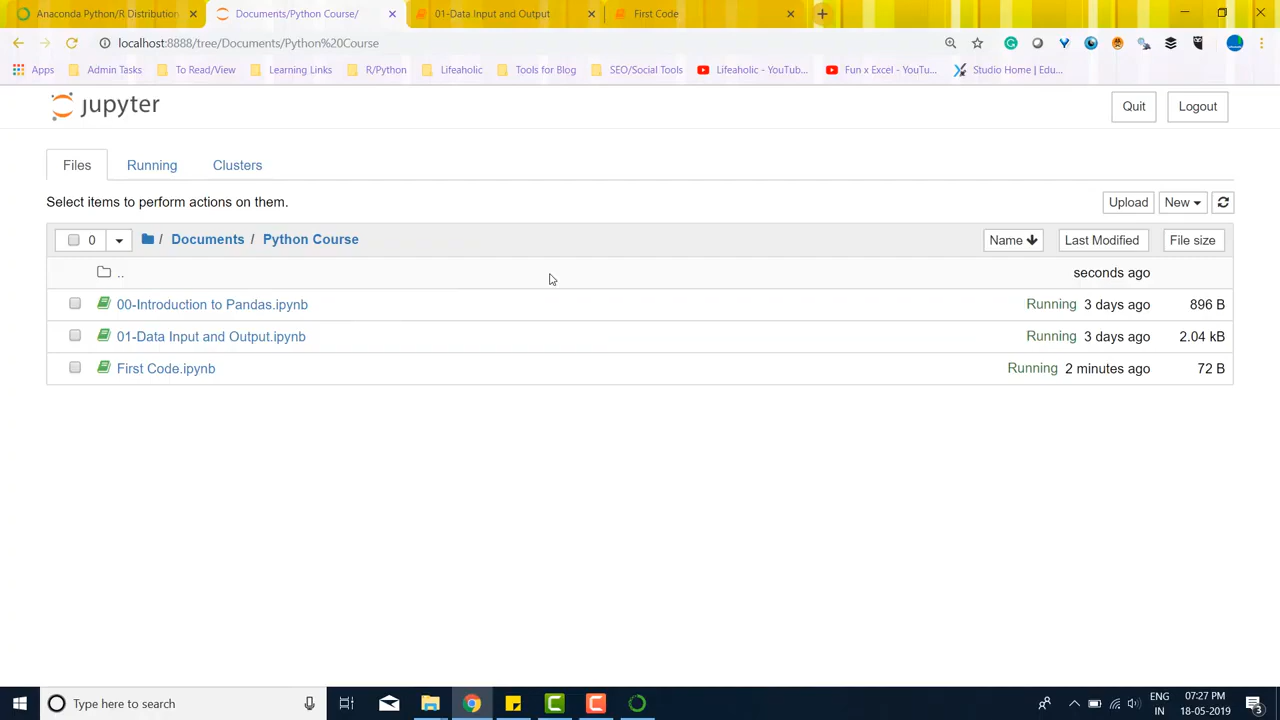 Anaconda Python/R Distribution
Documents/Python Course/
01-Data Input and Output
First Code
localhost:8888/tree/Documents/Python%20Course
Apps
Admin Tasks
To Read/View
Learning Links
R/Python
Lifeaholic
Tools for Blog
SEO/Social Tools
Lifeaholic - YouTub...
Fun x Excel - YouTu...
Studio Home | Edu...
jupyter
Quit
Logout
Files
Running
Clusters
Select items to perform actions on them.
Upload
New
0
/ Documents / Python Course
Name
Last Modified
File size
..
seconds ago
00-Introduction to Pandas.ipynb
Running 3 days ago
896 B
01-Data Input and Output.ipynb
Running 3 days ago
2.04 kB
First Code.ipynb
Running 2 minutes ago
72 B
Type here to search
ENG
IN
07:27 PM
18-05-2019
3